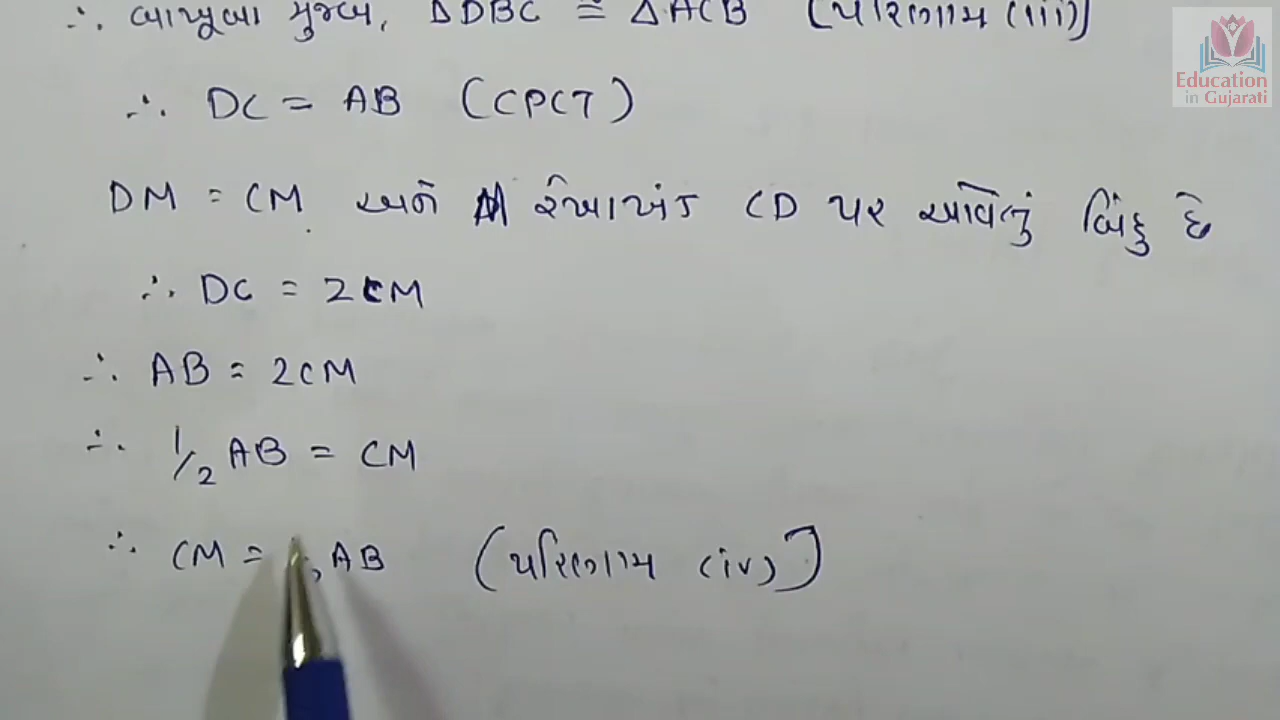 ∴ બાખૂબા મુજબ, ΔDBC ≅ ΔACB (પરિણામ (iii))
Education
in Gujarati
∴ DC = AB (CPCT)
DM = CM અને M રેખાખંડ CD પર આવેલું બિંદુ છે
∴ DC = 2CM
∴ AB = 2CM
∴ 1/2 AB = CM
∴ CM = AB (પરિણામ (iv))